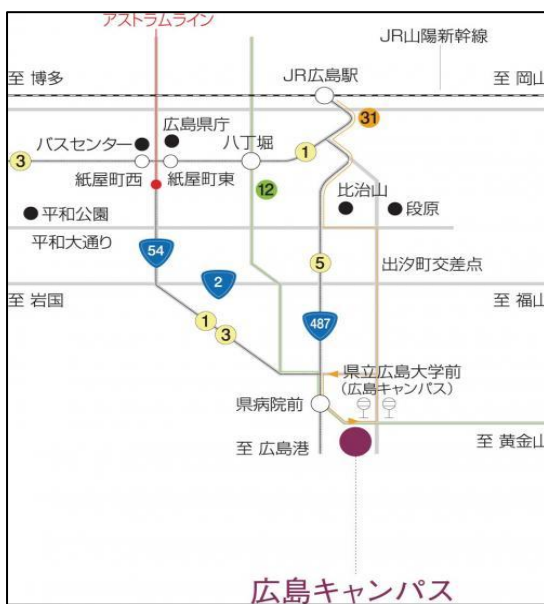 アストラムライン
JR山陽新幹線
至 博多
JR広島駅
至 岡山
31
広島県庁
バスセンター
八丁堀
1
3
紙屋町西
紙屋町東
12
比治山
段原
平和公園
平和大通り
54
5
出汐町交差点
2
至 岩国
至 福山
1
3
487
県立広島大学前
(広島キャンパス)
県病院前
至 広島港
至 黄金山
広島キャンパス